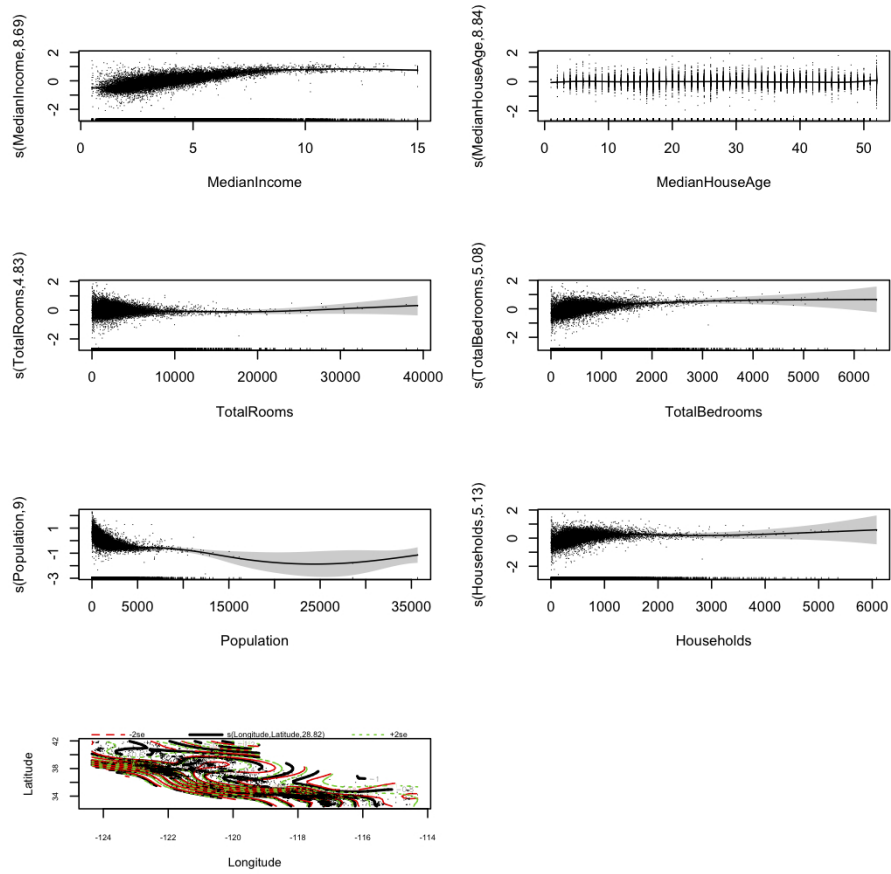 s(MedianIncome,8.69)
2
0
-2
0 5 10 15
MedianIncome
s(MedianHouseAge,8.84)
2
0
-2
0 10 20 30 40 50
MedianHouseAge
s(TotalRooms,4.83)
2
0
-2
0 10000 20000 30000 40000
TotalRooms
s(TotalBedrooms,5.08)
2
0
-2
0 1000 2000 3000 4000 5000 6000
TotalBedrooms
s(Population,9)
1
-1
-3
0 5000 15000 25000 35000
Population
s(Households,5.13)
2
0
-2
0 1000 2000 3000 4000 5000 6000
Households
-2se s(Longitude,Latitude,28.82) +2se
Latitude
42
38
34
-124 -122 -120 -118 -116 -114
Longitude